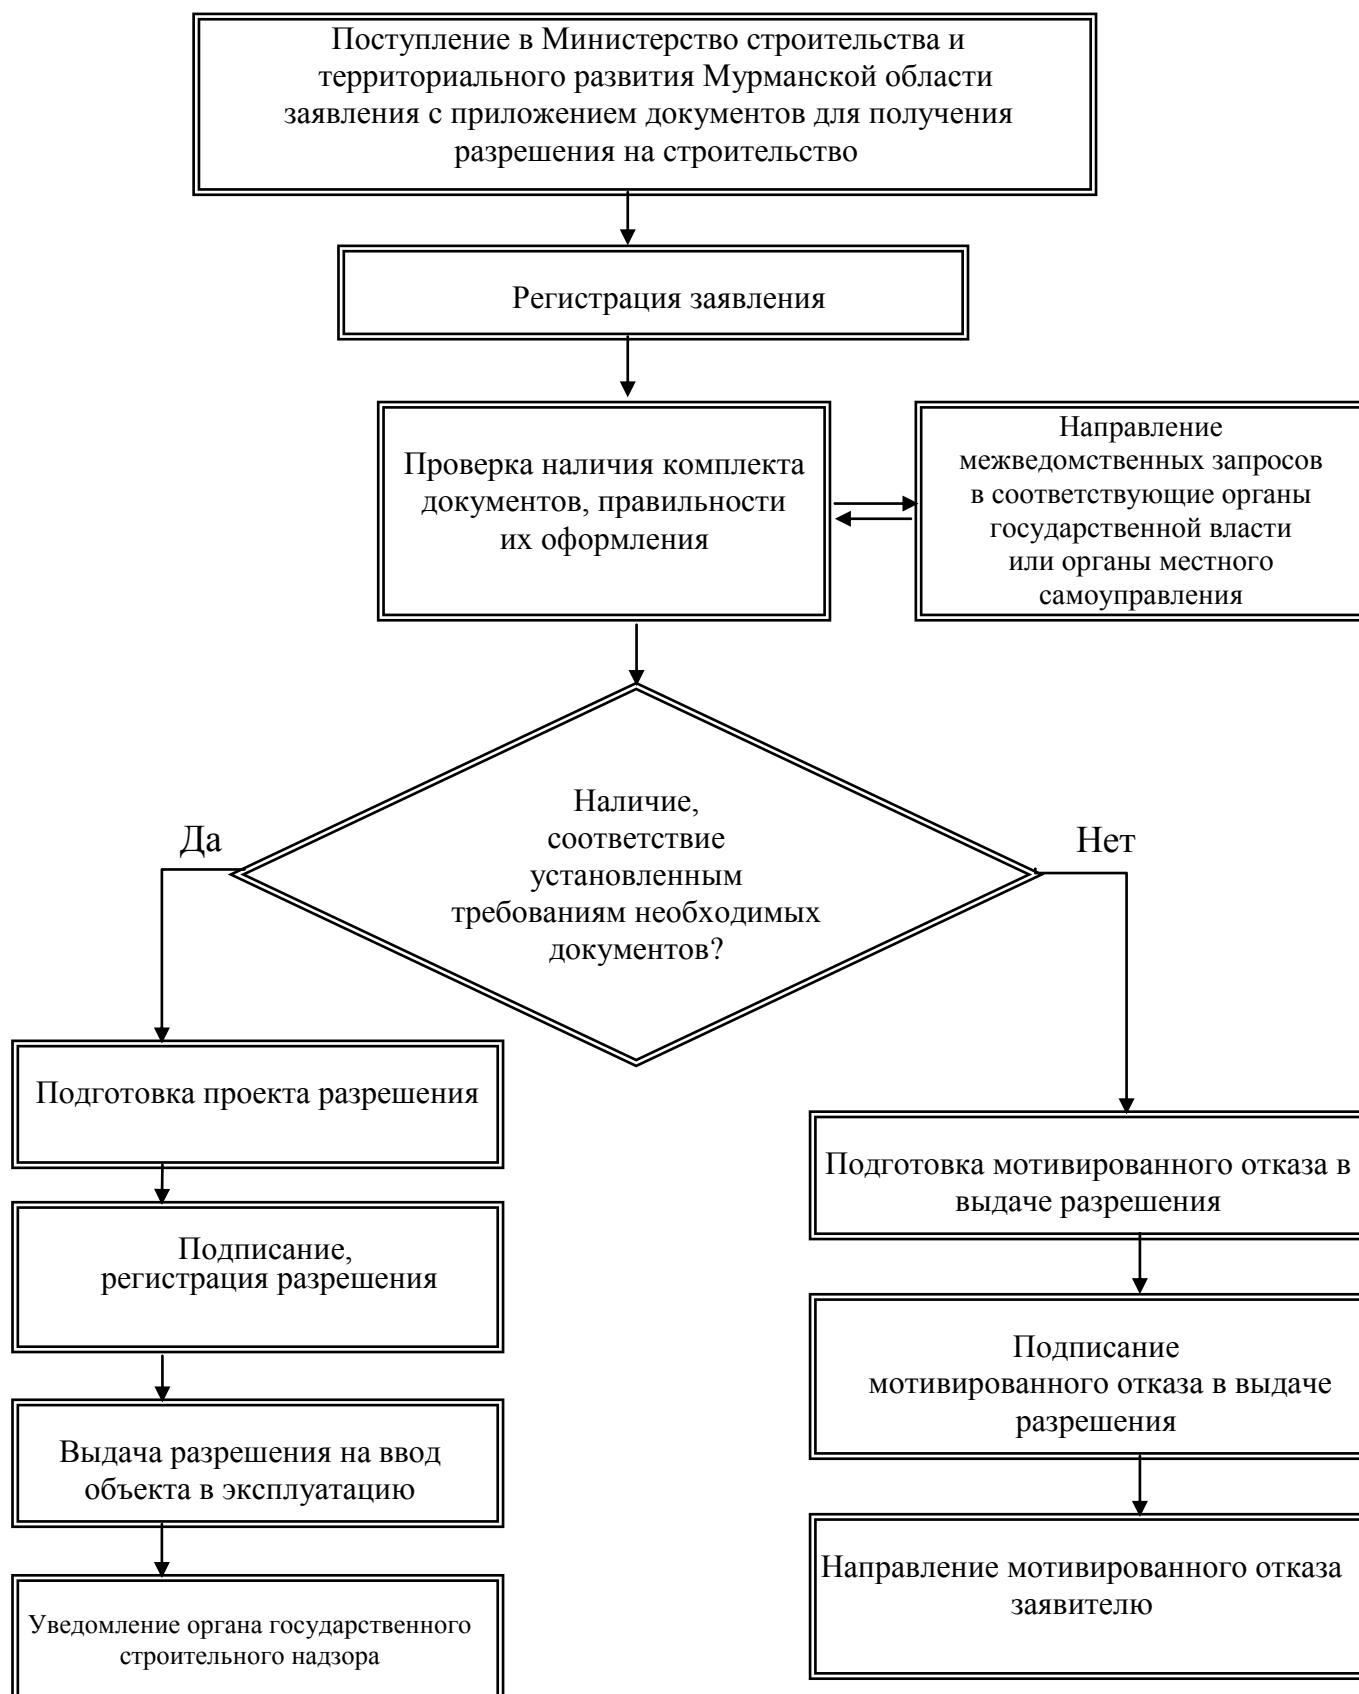 Поступление в Министерство строительства и
территориального развития Мурманской области
заявления с приложением документов для получения
разрешения на строительство
Регистрация заявления
Проверка наличия комплекта
документов, правильности
их оформления
Направление
межведомственных запросов
в соответствующие органы
государственной власти
или органы местного
самоуправления
Наличие,
соответствие
установленным
требованиям необходимых
документов?
Да
Нет
Подготовка проекта разрешения
Подписание,
регистрация разрешения
Выдача разрешения на ввод
объекта в эксплуатацию
Уведомление органа государственного
строительного надзора
Подготовка мотивированного отказа в
выдаче разрешения
Подписание
мотивированного отказа в выдаче
разрешения
Направление мотивированного отказа
заявителю